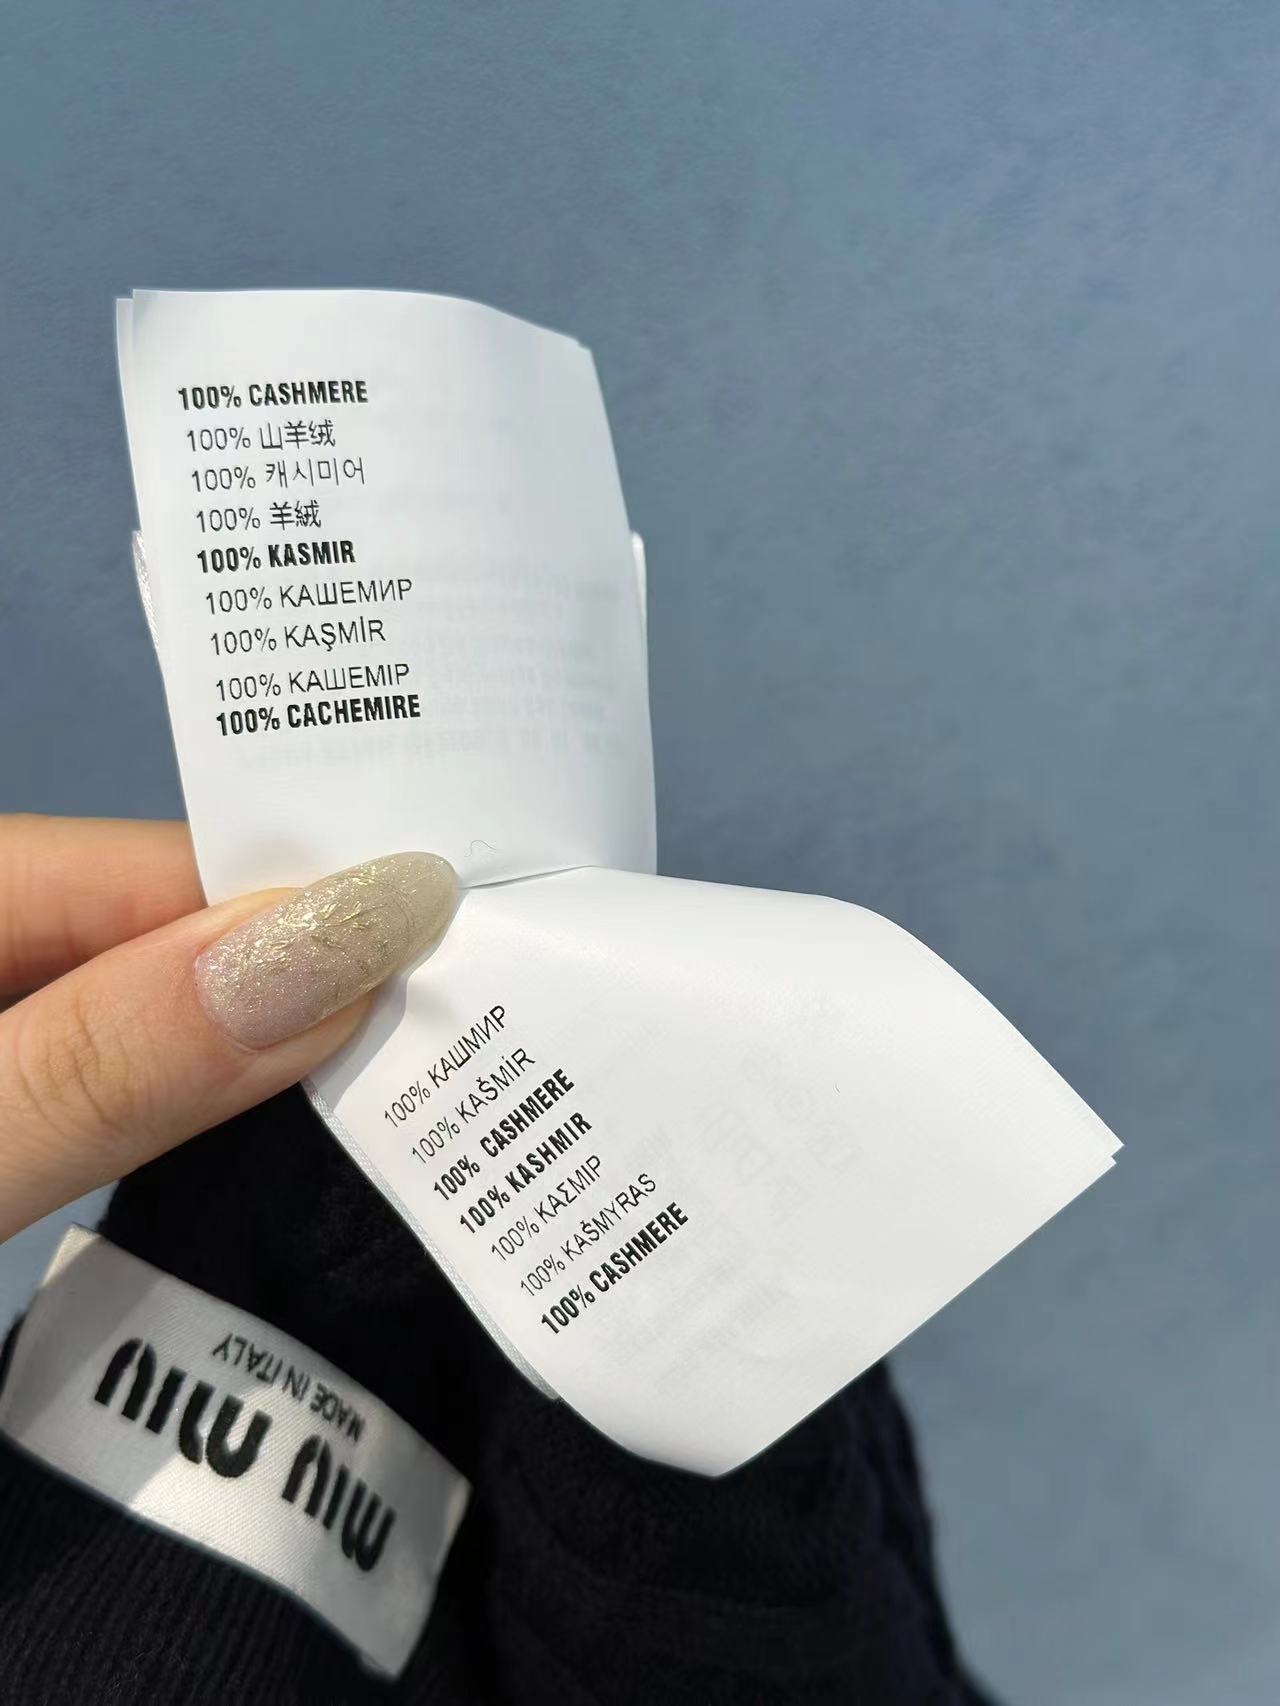 100% CASHMERE
100% 山羊绒
100% 캐시미어
100% 羊絨
100% KASMIR
100% КАШЕМИР
100% KAŞMİR
100% КАШЕМІР
100% CACHEMIRE
100% КАШМИР
100% KAŠMİR
100% CASHMERE
100% KASHMIR
100% ΚΑΣΜΙΡ
100% KAŠMYRAS
100% CASHMERE
MIU MIU
MADE IN ITALY